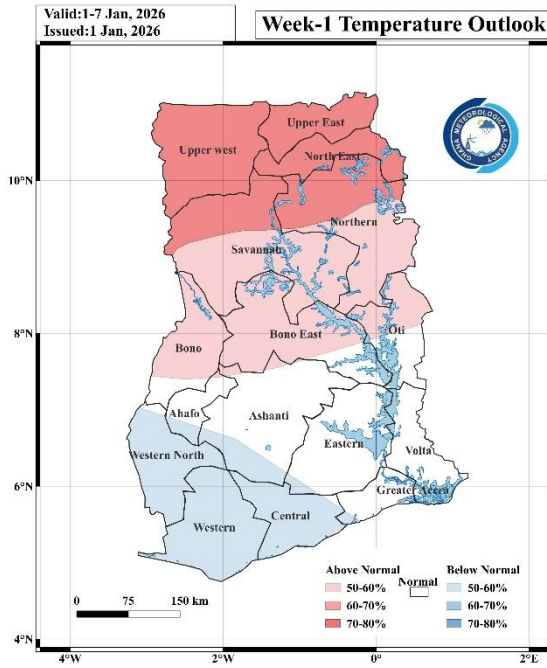 Valid:1-7 Jan, 2026
Issued:1 Jan, 2026
Week-1 Temperature Outlook
Upper East
Upper west
North East
GHANA METEOROLOGICAL AGENCY
10°N
Northern
Savannah
8°N
Oti
Bono
Bono East
Ahafo
Ashanti
Western North
Eastern
Volta
6°N
Greater Accra
Western
Central
Above Normal
Normal
Below Normal
50-60%
50-60%
60-70%
60-70%
70-80%
70-80%
0 75 150 km
4°N
4°W
2°W
0°
2°E